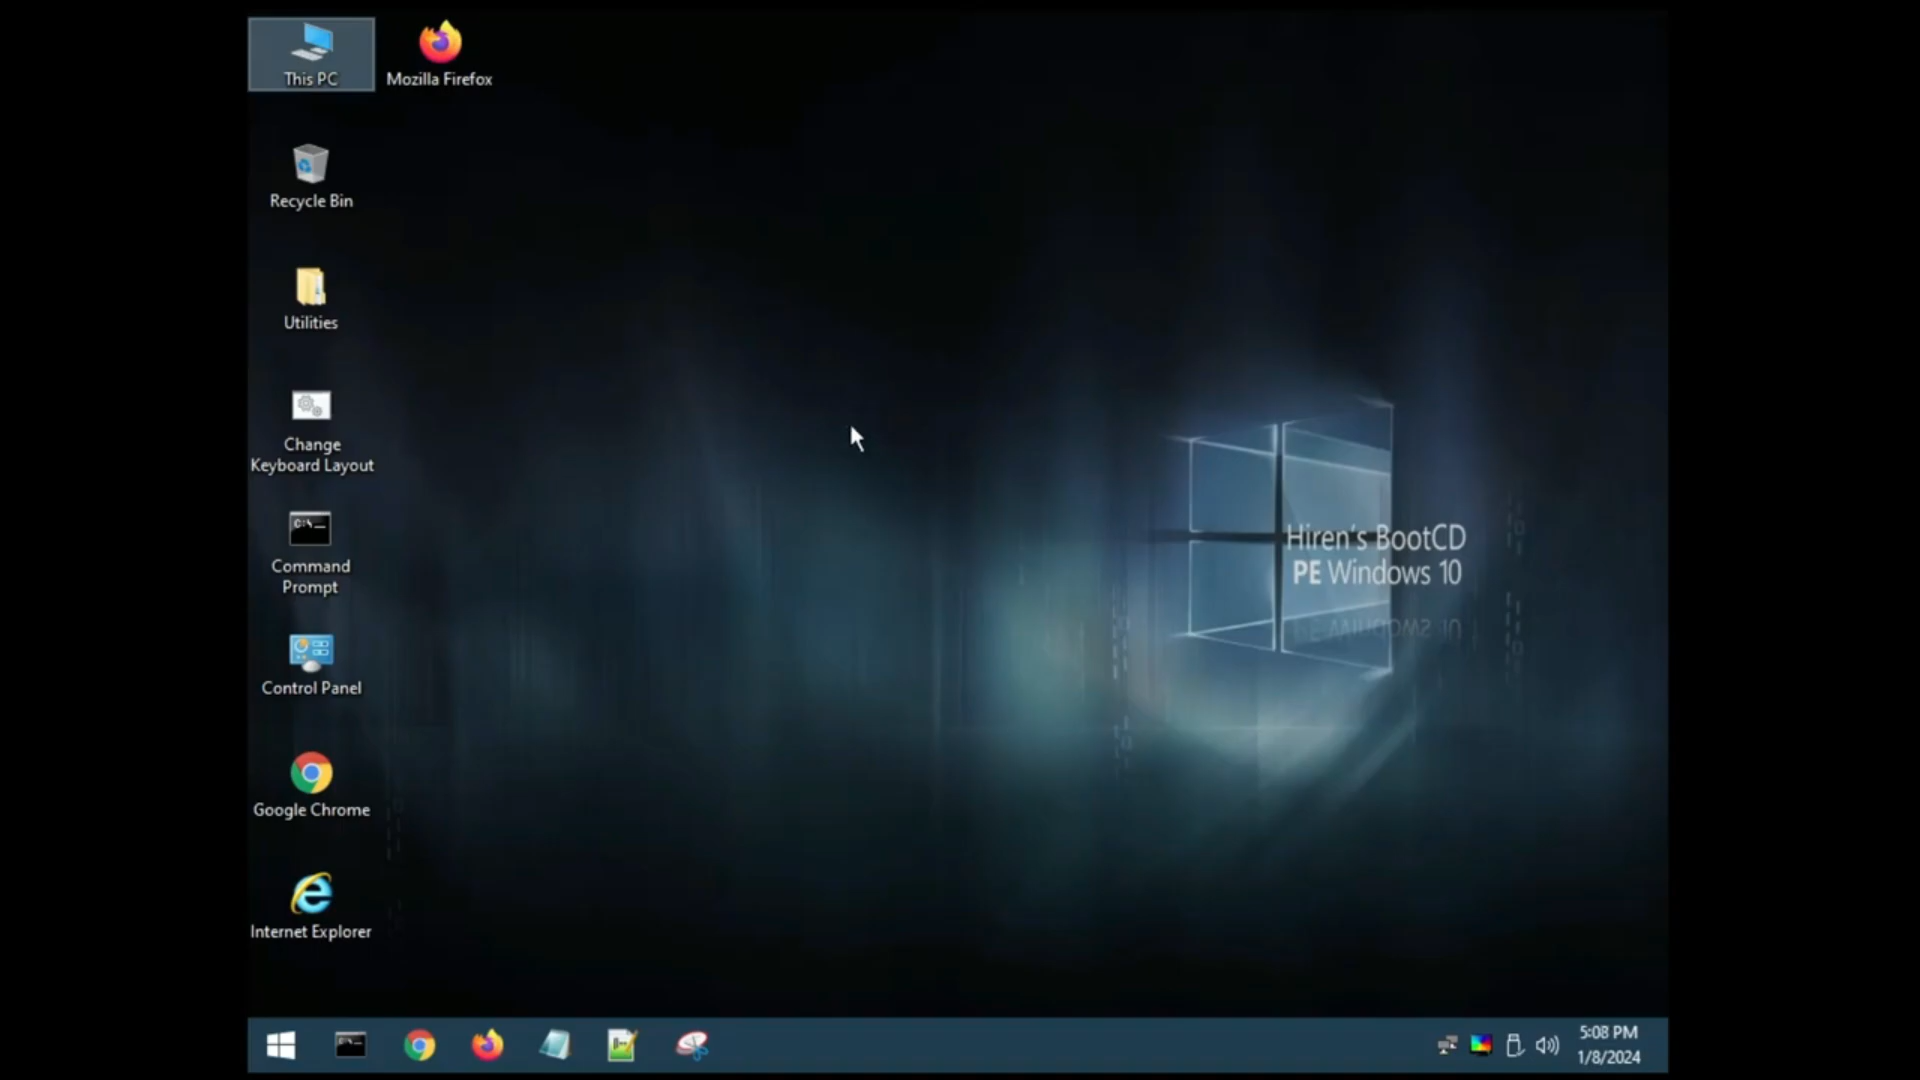 This PC
Mozilla Firefox
Recycle Bin
Utilities
Change
Keyboard Layout
C:\
Command
Prompt
Control Panel
Google Chrome
Internet Explorer
Hiren's BootCD
PE Windows 10
5:08 PM
1/8/2024